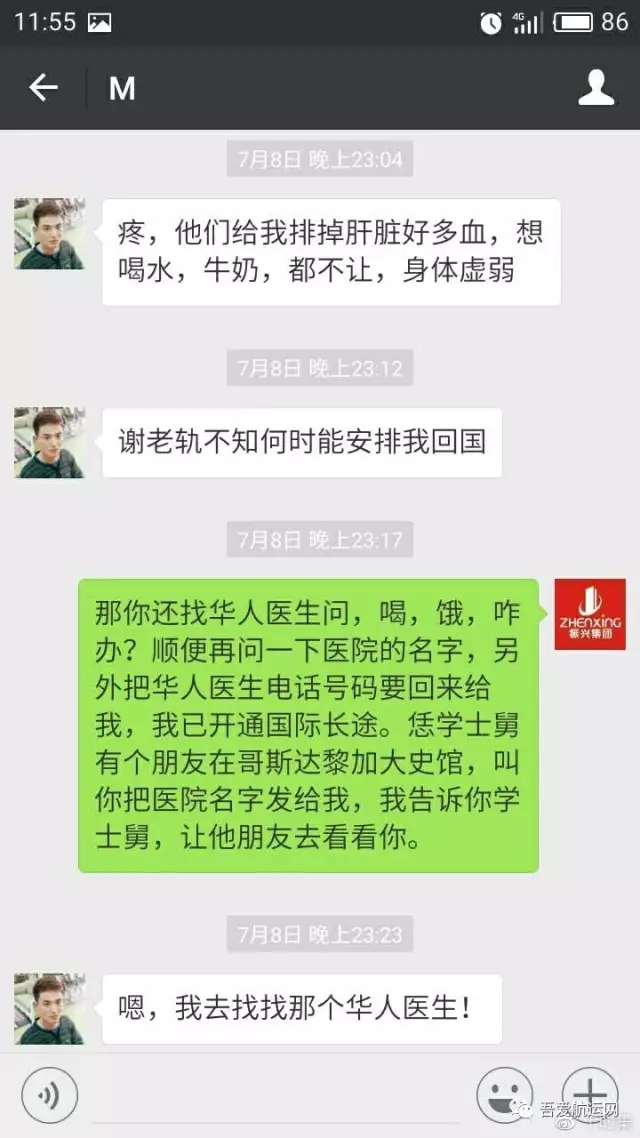 11:55
4G
86
M
7月8日 晚上23:04
疼，他们给我排掉肝脏好多血，想
喝水，牛奶，都不让，身体虚弱
7月8日 晚上23:12
谢老轨不知何时能安排我回国
7月8日 晚上23:17
那你还找华人医生问，喝，饿，咋
办？顺便再问一下医院的名字，另
外把华人医生电话号码要回来给
我，我已开通国际长途。恁学士舅
有个朋友在哥斯达黎加大史馆，叫
你把医院名字发给我，我告诉你学
士舅，让他朋友去看看你。
ZHENXING
振兴集团
7月8日 晚上23:23
嗯，我去找找那个华人医生！
吾爱航运网